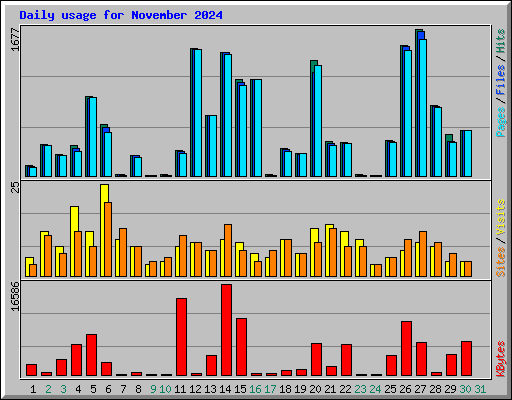 Daily usage for November 2024
1677
Pages / Files / Hits
25
Sites / Visits
16586
KBytes
1 2 3 4 5 6 7 8 9 10 11 12 13 14 15 16 17 18 19 20 21 22 23 24 25 26 27 28 29 30 31